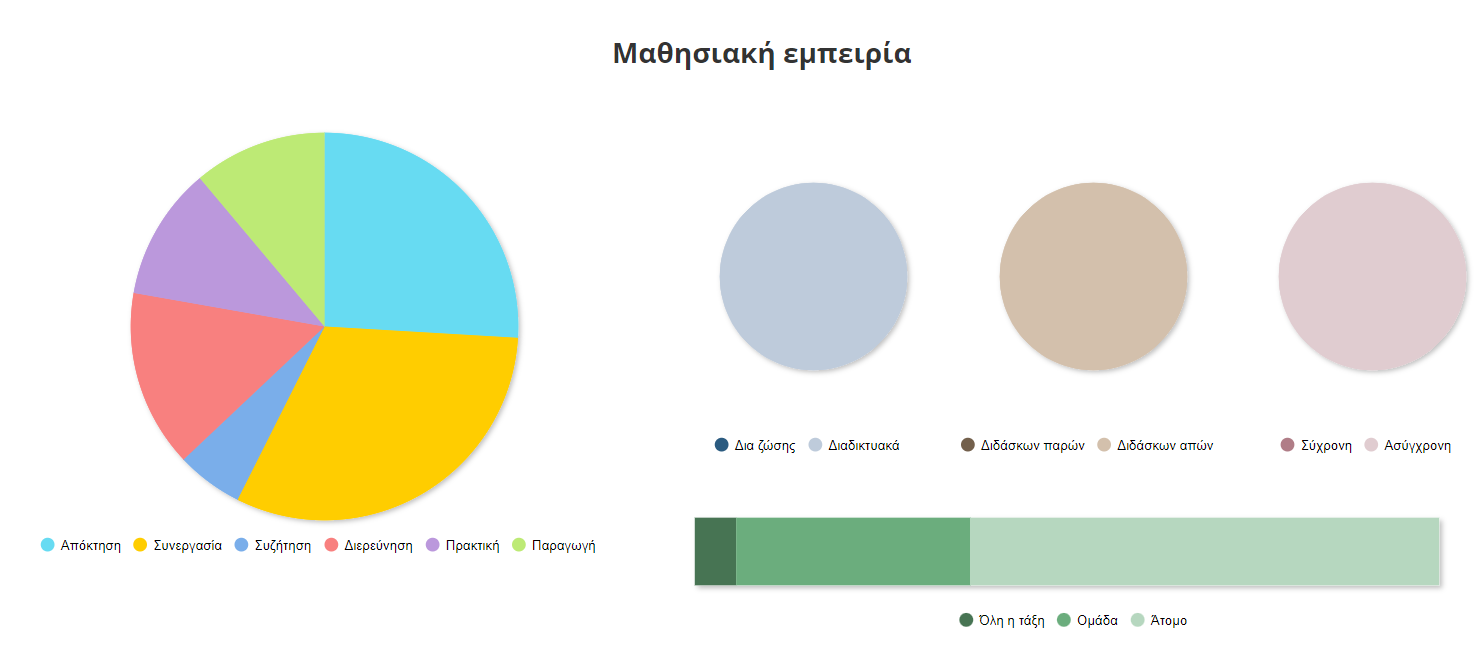 Μαθησιακή εμπειρία
Δια ζώσης Διαδικτυακά
Διδάσκων παρών Διδάσκων απών
Σύχρονη Ασύγχρονη
Απόκτηση Συνεργασία Συζήτηση Διερεύνηση Πρακτική Παραγωγή
Όλη η τάξη Ομάδα Άτομο